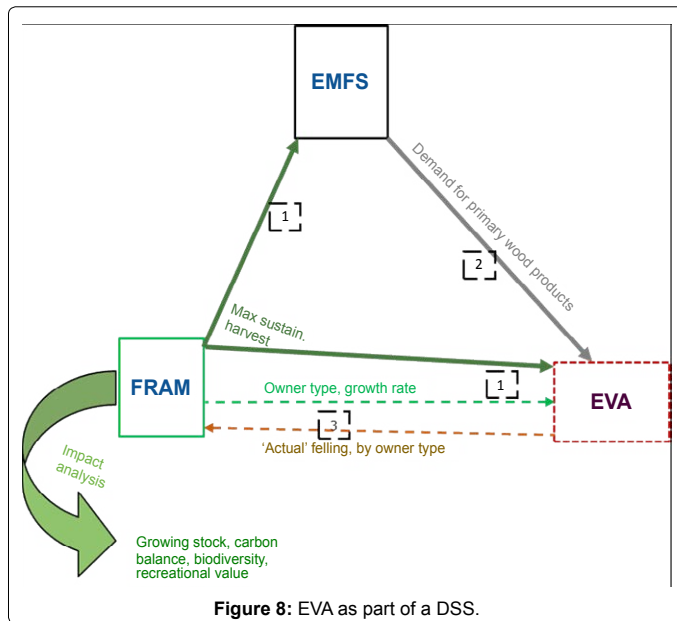 EMFS
Demand for primary wood products
1
2
Max sustain.
harvest
FRAM
1
Owner type, growth rate
EVA
3
'Actual' felling, by owner type
Impact
analysis
Growing stock, carbon
balance, biodiversity,
recreational value
Figure 8: EVA as part of a DSS.